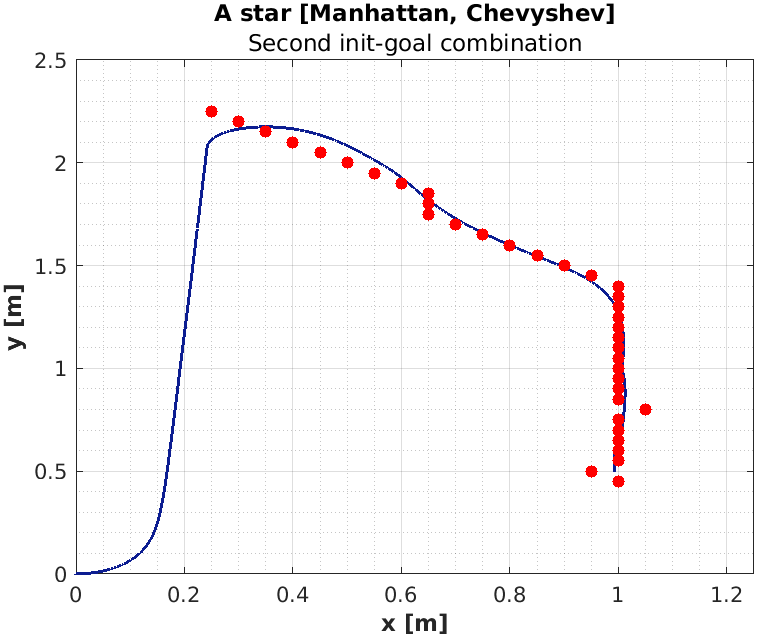 A star [Manhattan, Chevyshev]
Second init-goal combination
2.5
2
1.5
1
0.5
0
y [m]
0 0.2 0.4 0.6 0.8 1 1.2
x [m]